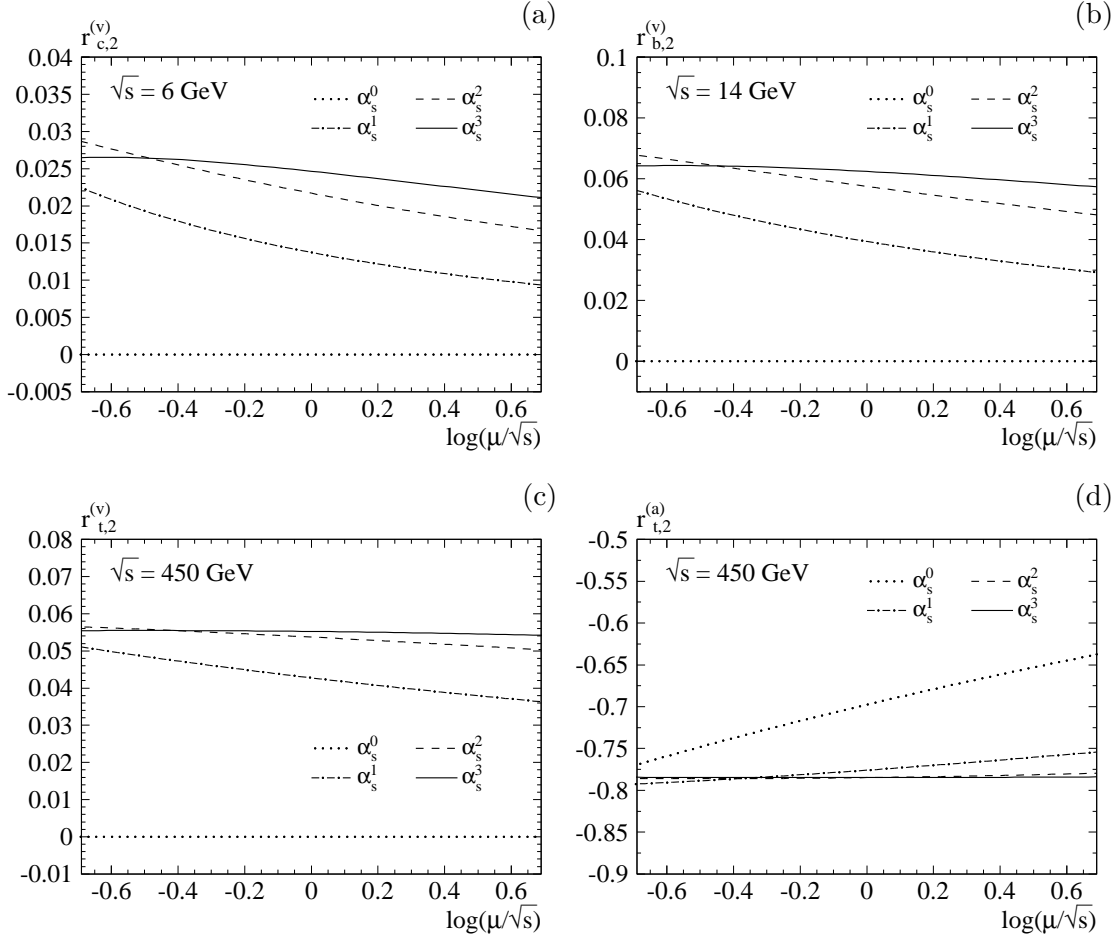 (a)
r_{c,2}^{(v)}
√s = 6 GeV
α_s^0 α_s^2
α_s^1 α_s^3
0.04
0.035
0.03
0.025
0.02
0.015
0.01
0.005
0
-0.005
-0.6 -0.4 -0.2 0 0.2 0.4 0.6
log(μ/√s)
(b)
r_{b,2}^{(v)}
√s = 14 GeV
α_s^0 α_s^2
α_s^1 α_s^3
0.1
0.08
0.06
0.04
0.02
0
-0.6 -0.4 -0.2 0 0.2 0.4 0.6
log(μ/√s)
(c)
r_{t,2}^{(v)}
√s = 450 GeV
0.08
0.07
0.06
0.05
0.04
0.03
0.02
0.01
0
-0.01
α_s^0 α_s^2
α_s^1 α_s^3
-0.6 -0.4 -0.2 0 0.2 0.4 0.6
log(μ/√s)
(d)
r_{t,2}^{(a)}
√s = 450 GeV
α_s^0 α_s^2
α_s^1 α_s^3
-0.5
-0.55
-0.6
-0.65
-0.7
-0.75
-0.8
-0.85
-0.9
-0.6 -0.4 -0.2 0 0.2 0.4 0.6
log(μ/√s)